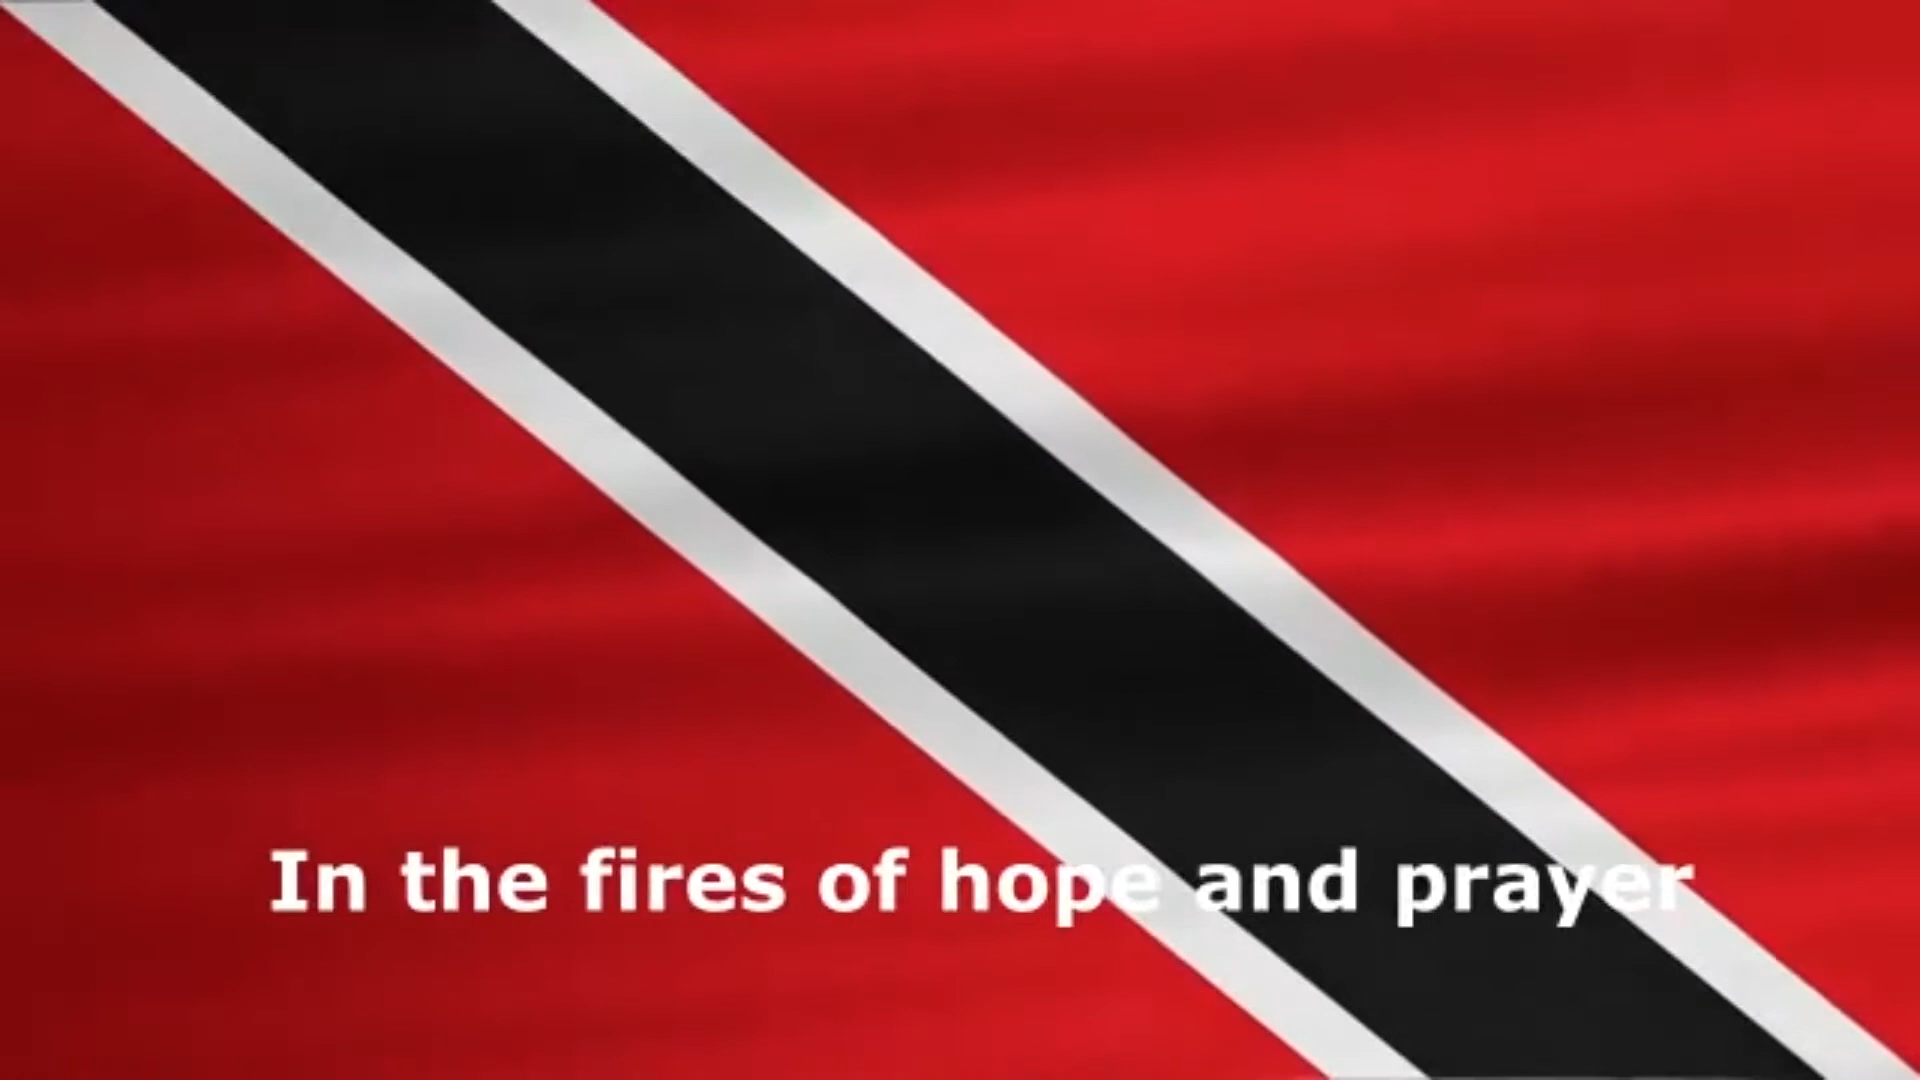 In the fires of hope and prayer